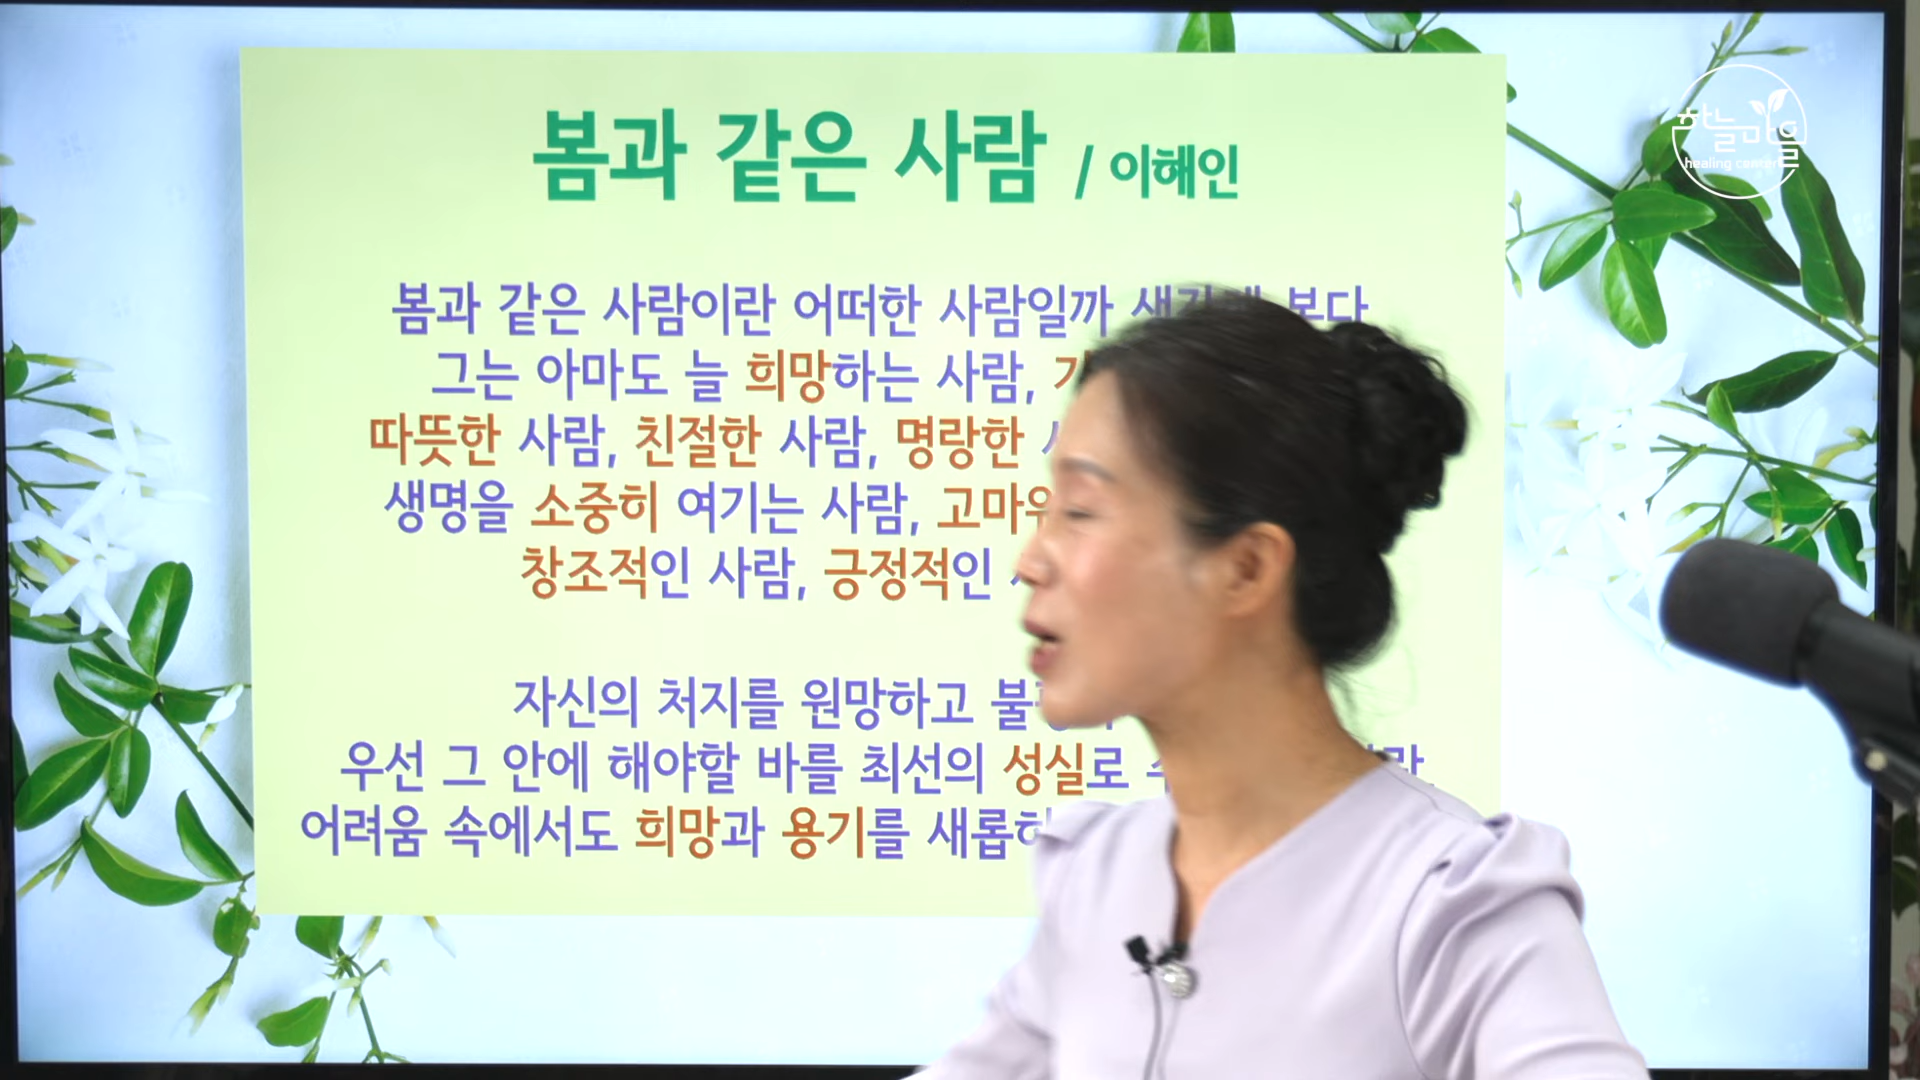 봄과 같은 사람 / 이해인
하늘마을
healing center
봄과 같은 사람이란 어떠한 사람일까 생각해 본다
그는 아마도 늘 희망하는 사람,
따뜻한 사람, 친절한 사람, 명랑한
생명을 소중히 여기는 사람,
창조적인 사람, 긍정적인
자신의 처지를 원망하고
우선 그 안에 해야할 바를 최선의 성실로
어려움 속에서도 희망과 용기를